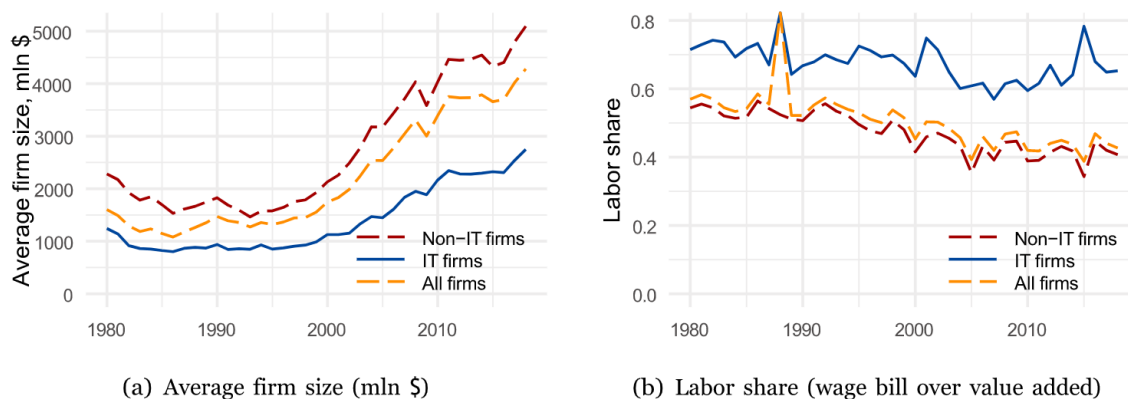 Average firm size, mln $
5000
4000
3000
2000
1000
0
1980
1990
2000
2010
Non−IT firms
IT firms
All firms
(a) Average firm size (mln $)
Labor share
0.8
0.6
0.4
0.2
0.0
1980
1990
2000
2010
Non−IT firms
IT firms
All firms
(b) Labor share (wage bill over value added)